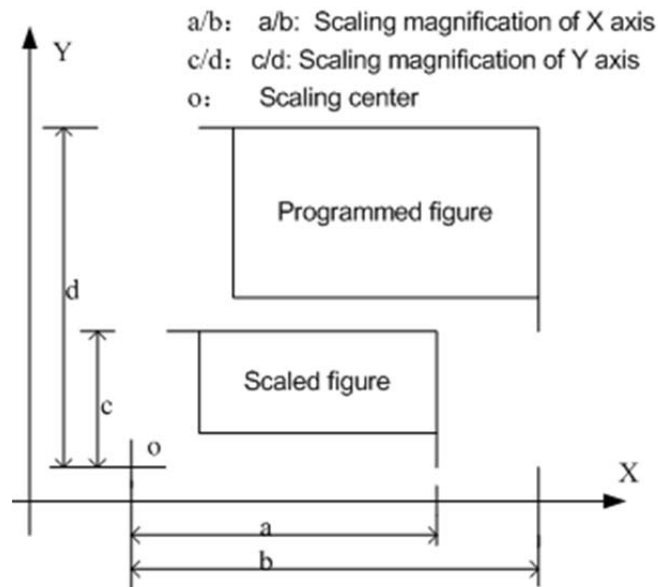 a/b: a/b: Scaling magnification of X axis
Y
c/d: c/d: Scaling magnification of Y axis
o: Scaling center
Programmed figure
d
Scaled figure
c
o
X
a
b